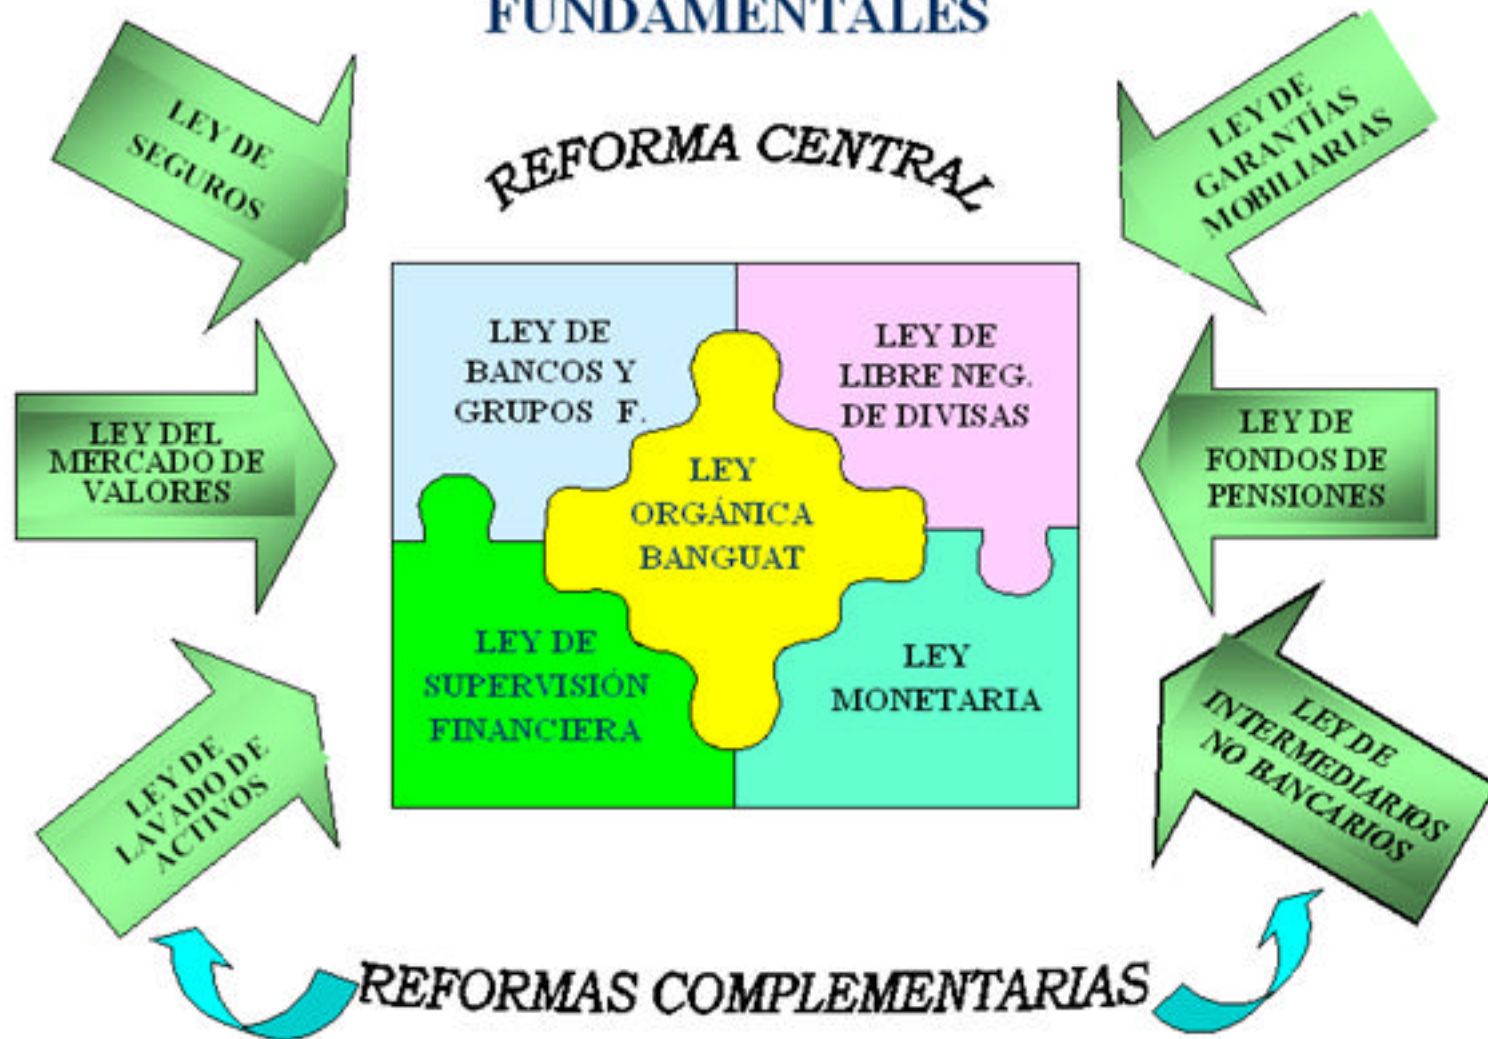 FUNDAMENTALES
REFORMA CENTRAL
LEY DE
SEGUROS
LEY DE
GARANTÍAS
MOBILIARIAS
LEY DE
BANCOS Y
GRUPOS F.
LEY DE
LIBRE NEG.
DE DIVISAS
LEY DEL
MERCADO DE
VALORES
LEY
ORGÁNICA
BANGUAT
LEY DE
FONDOS DE
PENSIONES
LEY DE
SUPERVISIÓN
FINANCIERA
LEY
MONETARIA
LEY DE
LAVADO DE
ACTIVOS
LEY DE
INTERMEDIARIOS
NO BANCARIOS
REFORMAS COMPLEMENTARIAS